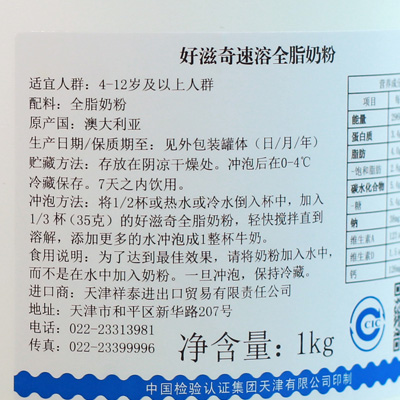 好滋奇速溶全脂奶粉
适宜人群：4-12岁及以上人群
配料：全脂奶粉
原产国：澳大利亚
生产日期/保质期至：见外包装罐体（日/月/年）
贮藏方法：存放在阴凉干燥处。冲泡后在0-4℃
冷藏保存。7天之内饮用。
冲泡方法：将1/2杯或热水或冷水倒入杯中，加入
1/3杯（35克）的好滋奇全脂奶粉，轻快搅拌直到
溶解，添加更多的水冲泡成1整杯牛奶。
食用说明：为了达到最佳效果，请将奶粉加入水中，
而不是在水中加入奶粉。一旦冲泡，保持冷藏。
进口商：天津祥泰进出口贸易有限责任公司
地址：天津市和平区新华路207号
电话：022-23313981
传真：022-23399996
净含量：1kg
营养成
项目
能量
蛋白质
脂肪
-饱和脂肪
碳水化合物
-糖
钠
维生素A
维生素
钙
CIC
中国检验认证集团天津有限公司印制